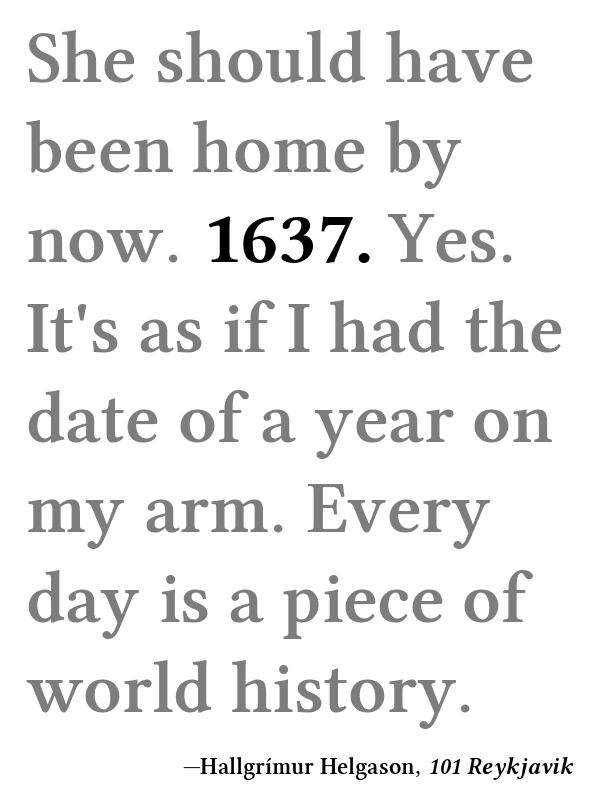 She should have
been home by
now. 1637. Yes.
It's as if I had the
date of a year on
my arm. Every
day is a piece of
world history.
—Hallgrímur Helgason, 101 Reykjavik